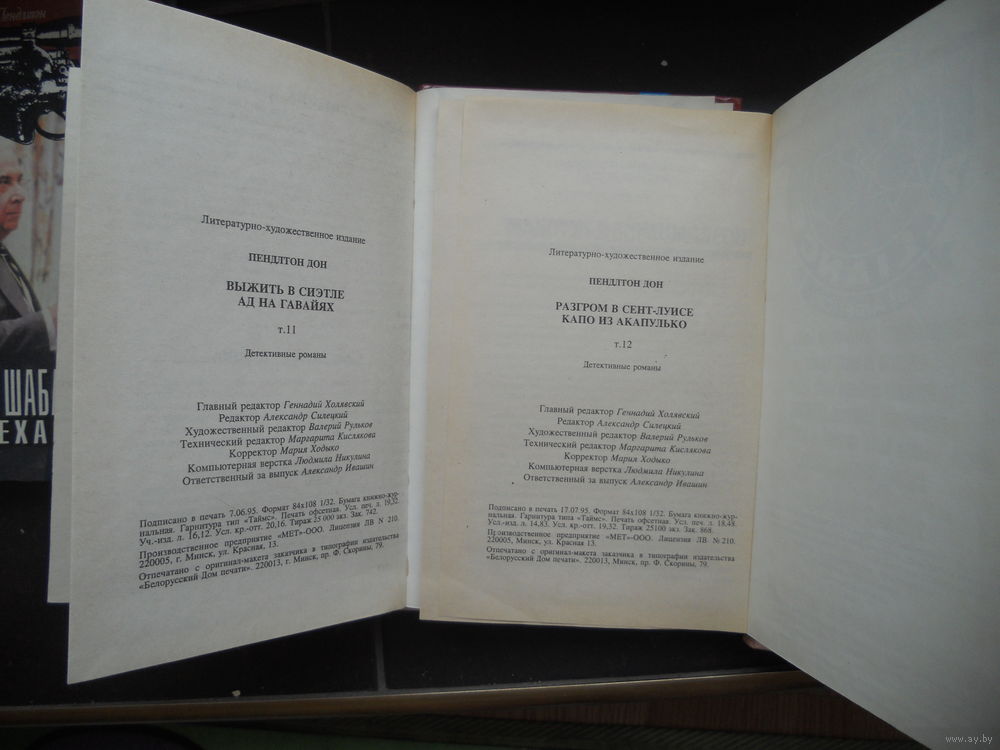 Пендлтон
ШАБ
ЕХА
Литературно-художественное издание
ПЕНДЛТОН ДОН
ВЫЖИТЬ В СИЭТЛЕ
АД НА ГАВАЙЯХ
т.11
Детективные романы
Главный редактор Геннадий Холявский
Редактор Александр Силецкий
Художественный редактор Валерий Рульков
Технический редактор Маргарита Кислякова
Корректор Мария Ходыко
Компьютерная верстка Людмила Никулина
Ответственный за выпуск Александр Ивашин
Подписано в печать 7.06.95. Формат 84х108 1/32. Бумага книжно-жур-
нальная. Гарнитура тип «Таймс». Печать офсетная. Усл. печ. л. 19,32.
Уч.-изд. л. 16,12. Усл. кр.-отт. 20,16. Тираж 25 000 экз. Зак. 742.
Производственное предприятие «МЕТ»-ООО. Лицензия ЛВ N 210.
220005, г. Минск, ул. Красная, 13.
Отпечатано с оригинал-макета заказчика в типографии издательства
«Белорусский Дом печати». 220013, г. Минск, пр. Ф. Скорины, 79.
Литературно-художественное издание
ПЕНДЛТОН ДОН
РАЗГРОМ В СЕНТ-ЛУИСЕ
КАПО ИЗ АКАПУЛЬКО
т.12
Детективные романы
Главный редактор Геннадий Холявский
Редактор Александр Силецкий
Художественный редактор Валерий Рульков
Технический редактор Маргарита Кислякова
Корректор Мария Ходыко
Компьютерная верстка Людмила Никулина
Ответственный за выпуск Александр Ивашин
Подписано в печать 17.07.95. Формат 84х108 1/32. Бумага книжно-жур-
нальная. Гарнитура типа «Таймс». Печать офсетная. Усл. печ. л. 18,48.
Усл.-изд. л. 14,83. Усл. кр.-отт. 19,32. Тираж 25100 экз. Зак. 868.
Производственное предприятие «МЕТ»-ООО. Лицензия ЛВ № 210.
220005, Минск, ул. Красная 13.
Отпечатано с оригинал-макета заказчика в типографии издательства
«Белорусский Дом печати». 220013, Минск, пр. Ф. Скорины, 79.
www.ay.by